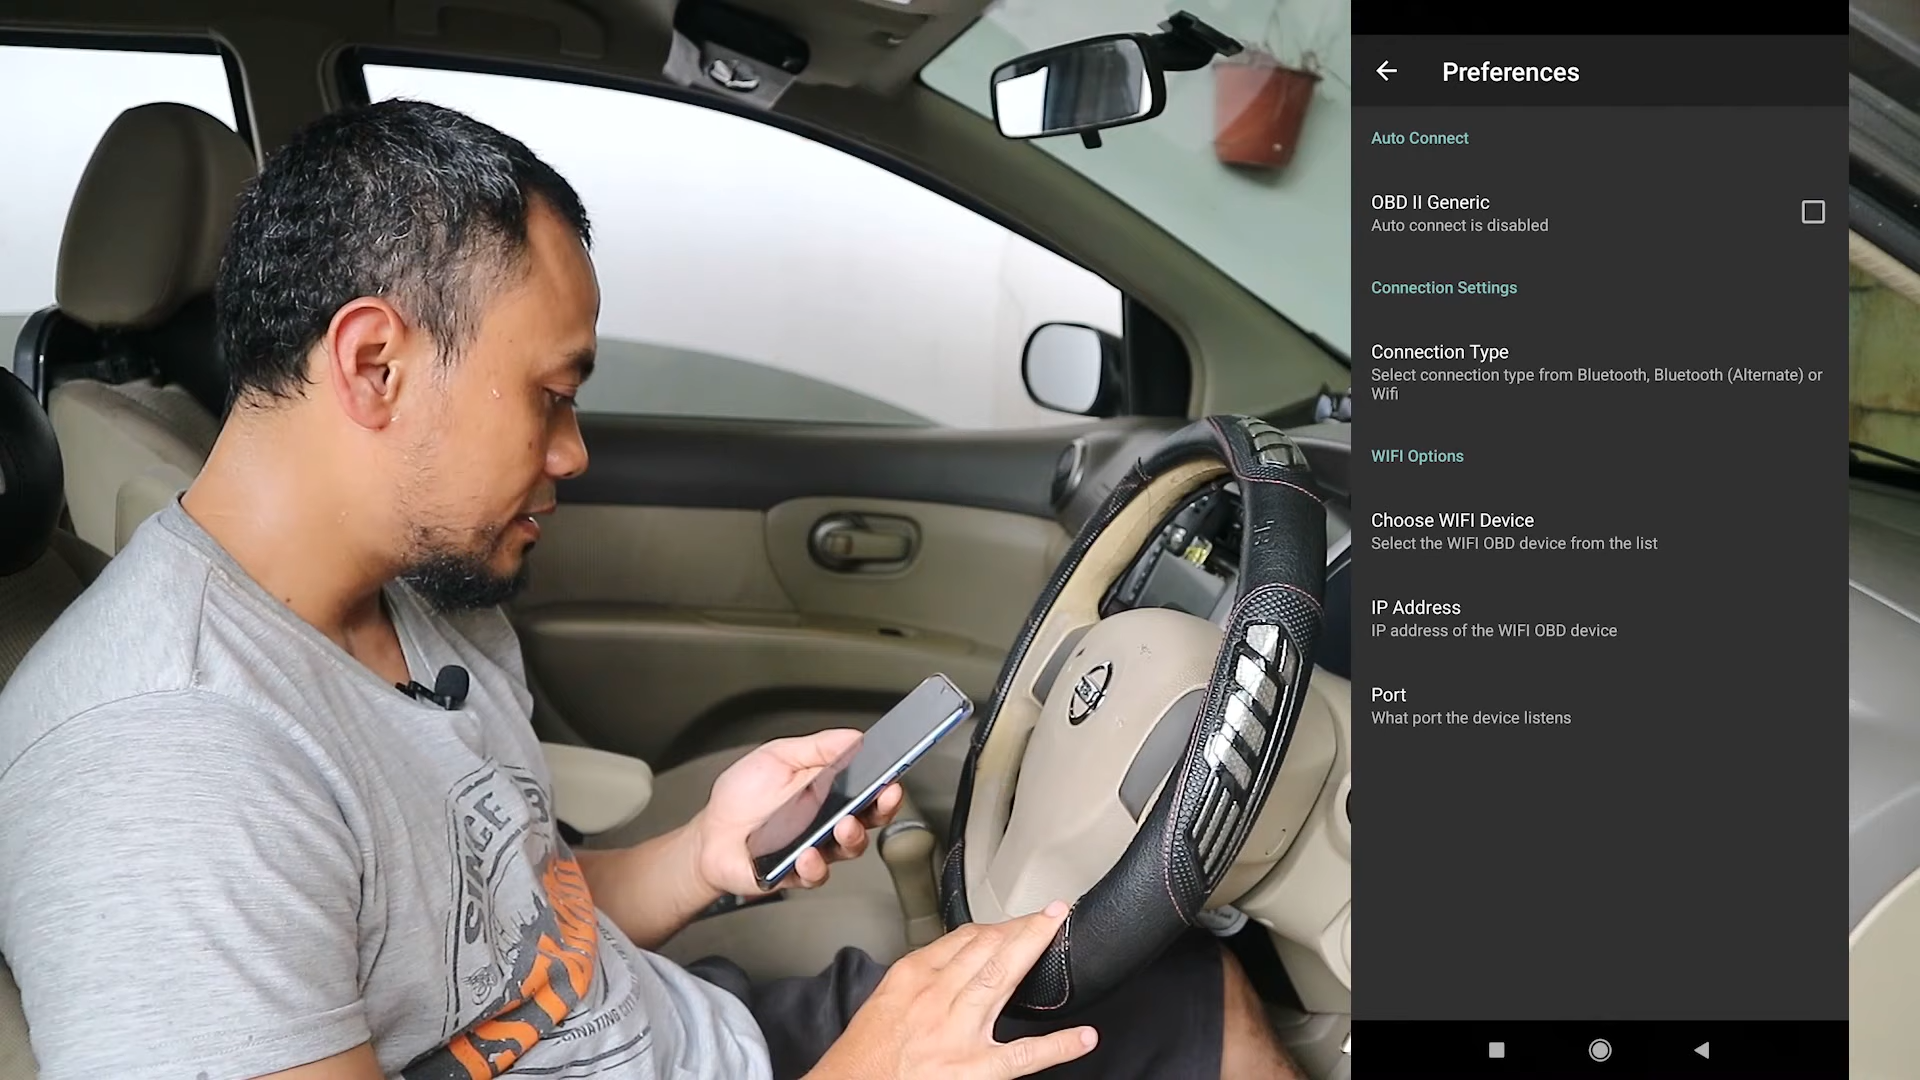 Preferences
Auto Connect
OBD II Generic
Auto connect is disabled
Connection Settings
Connection Type
Select connection type from Bluetooth, Bluetooth (Alternate) or
Wifi
WIFI Options
Choose WIFI Device
Select the WIFI OBD device from the list
IP Address
IP address of the WIFI OBD device
Port
What port the device listens
SINCE